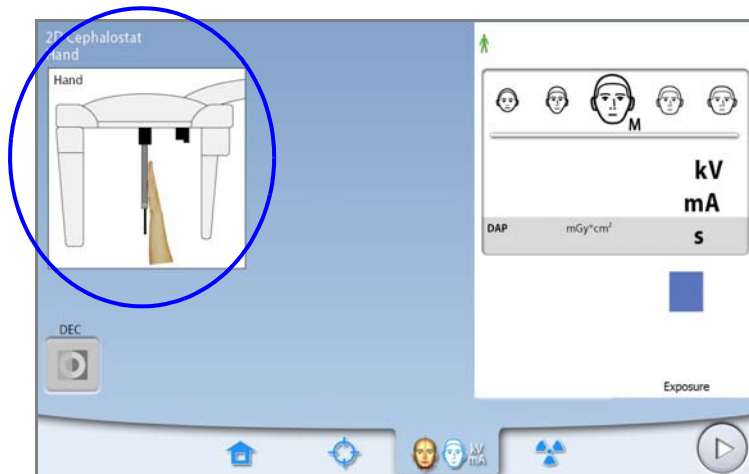 2D Cephalostat
Hand
Hand
M
kV
mA
DAP mGy*cm² s
DEC
Exposure
kV
mA